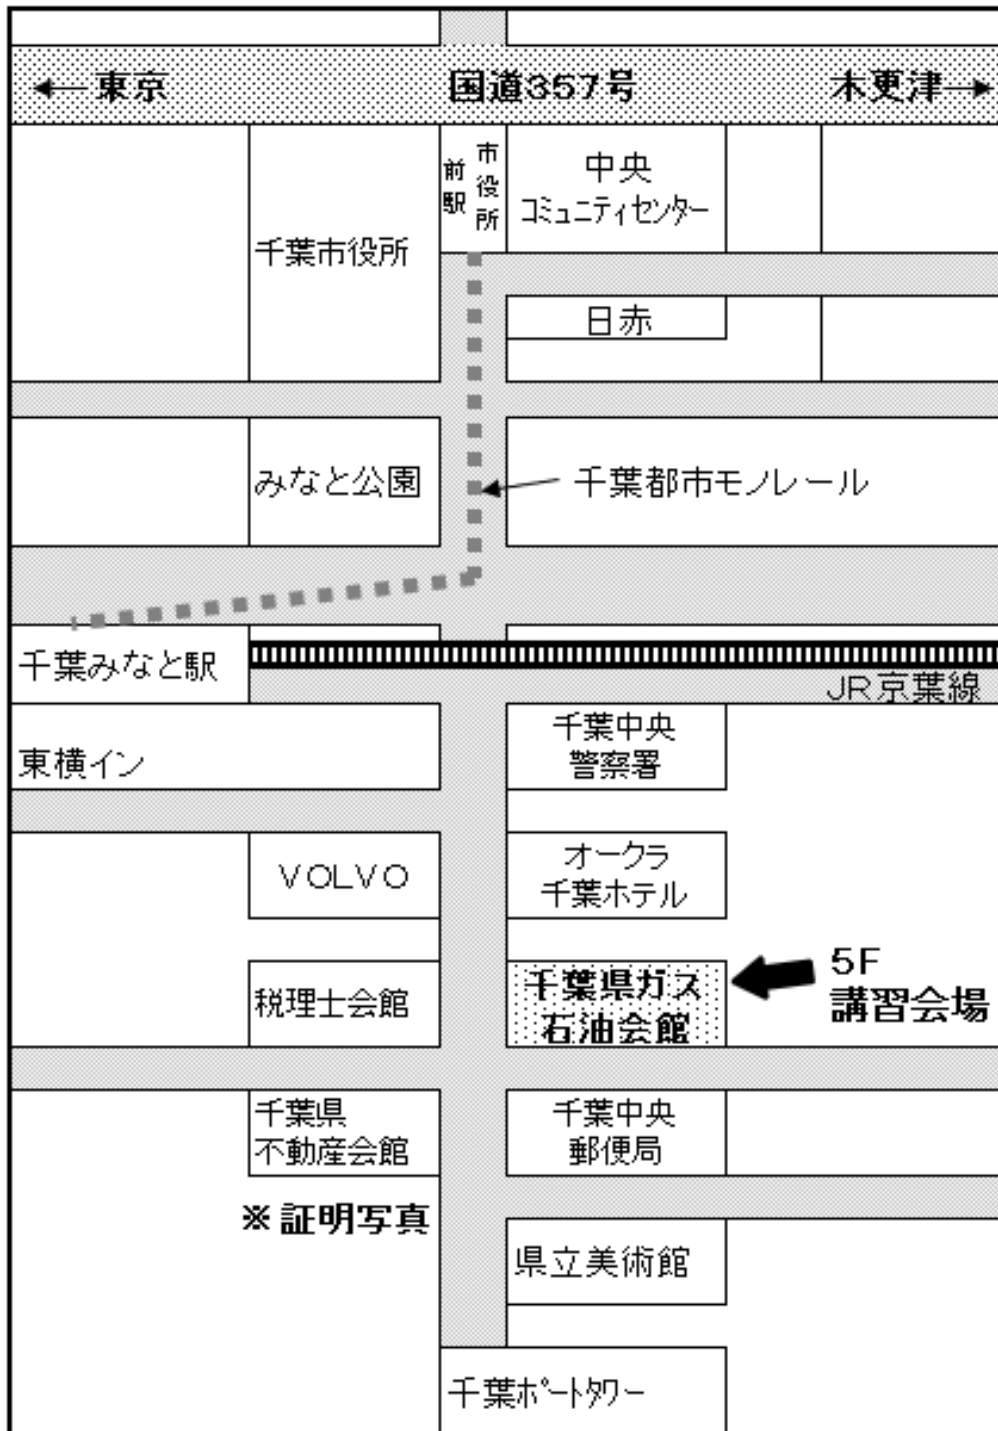 ←東京
国道357号
木更津→
市役所
前駅
中央
コミュニティセンター
千葉市役所
日赤
みなと公園
千葉都市モノレール
千葉みなと駅
JR京葉線
東横イン
千葉中央
警察署
VOLVO
オークラ
千葉ホテル
税理士会館
千葉県ガス
石油会館
5F
講習会場
千葉県
不動産会館
千葉中央
郵便局
※証明写真
県立美術館
千葉ポートタワー